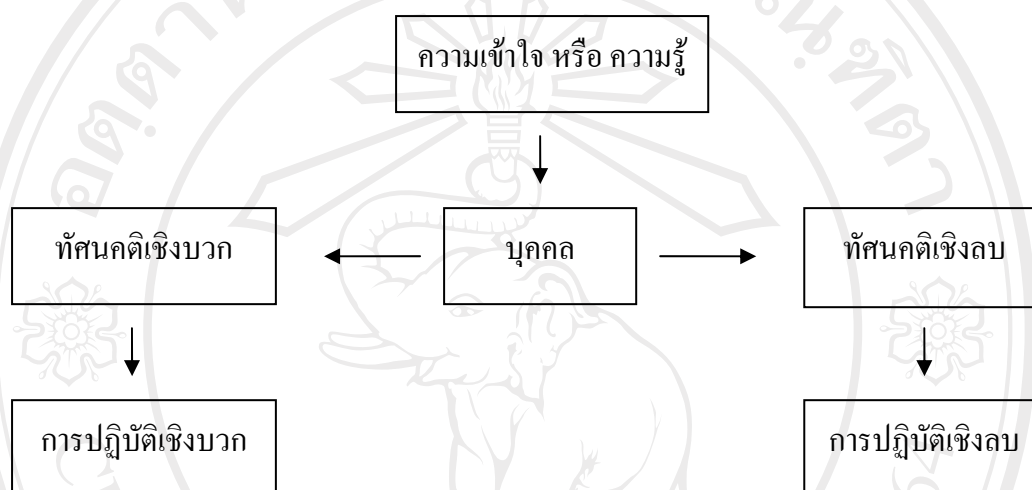 ความเข้าใจ หรือ ความรู้
ทัศนคติเชิงบวก
บุคคล
ทัศนคติเชิงลบ
การปฏิบัติเชิงบวก
การปฏิบัติเชิงลบ